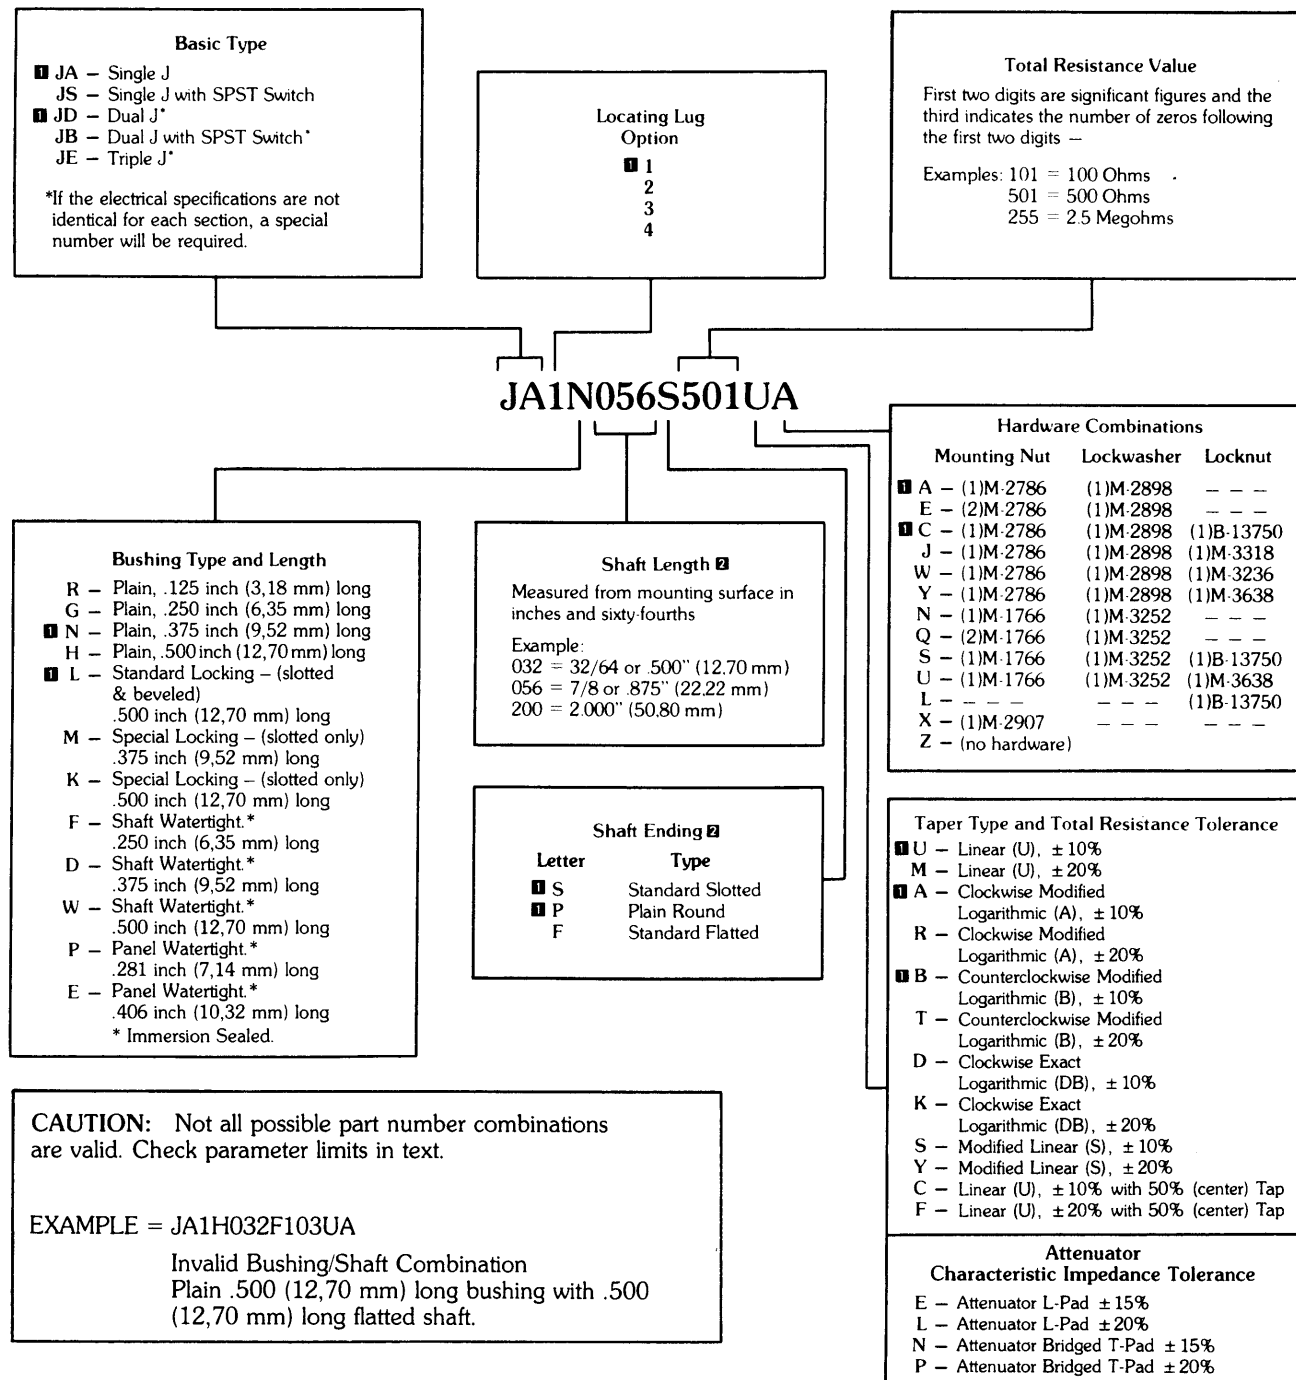 Basic Type
1 JA – Single J
JS – Single J with SPST Switch
1 JD – Dual J*
JB – Dual J with SPST Switch*
JE – Triple J*
*If the electrical specifications are not
identical for each section, a special
number will be required.
Locating Lug
Option
1 1
2
3
4
Total Resistance Value
First two digits are significant figures and the
third indicates the number of zeros following
the first two digits –
Examples: 101 = 100 Ohms
501 = 500 Ohms
255 = 2.5 Megohms
JA1N056S501UA
Bushing Type and Length
R – Plain, .125 inch (3,18 mm) long
G – Plain, .250 inch (6,35 mm) long
1 N – Plain, .375 inch (9,52 mm) long
H – Plain, .500 inch (12,70 mm) long
1 L – Standard Locking – (slotted
& beveled)
.500 inch (12,70 mm) long
M – Special Locking – (slotted only)
.375 inch (9,52 mm) long
K – Special Locking – (slotted only)
.500 inch (12,70 mm) long
F – Shaft Watertight.*
.250 inch (6,35 mm) long
D – Shaft Watertight.*
.375 inch (9,52 mm) long
W – Shaft Watertight.*
.500 inch (12,70 mm) long
P – Panel Watertight.*
.281 inch (7,14 mm) long
E – Panel Watertight.*
.406 inch (10,32 mm) long
* Immersion Sealed.
Shaft Length 2
Measured from mounting surface in
inches and sixty-fourths
Example:
032 = 32/64 or .500" (12,70 mm)
056 = 7/8 or .875" (22,22 mm)
200 = 2.000" (50,80 mm)
Shaft Ending 2
Letter Type
1 S Standard Slotted
1 P Plain Round
F Standard Flatted
Hardware Combinations
Mounting Nut Lockwasher Locknut
1 A – (1)M-2786 (1)M-2898 – – –
E – (2)M-2786 (1)M-2898 – – –
1 C – (1)M-2786 (1)M-2898 (1)B-13750
J – (1)M-2786 (1)M-2898 (1)M-3318
W – (1)M-2786 (1)M-2898 (1)M-3236
Y – (1)M-2786 (1)M-2898 (1)M-3638
N – (1)M-1766 (1)M-3252 – – –
Q – (2)M-1766 (1)M-3252 – – –
S – (1)M-1766 (1)M-3252 (1)B-13750
U – (1)M-1766 (1)M-3252 (1)M-3638
L – – – – – – – (1)B-13750
X – (1)M-2907 – – – – – –
Z – (no hardware)
Taper Type and Total Resistance Tolerance
1 U – Linear (U), ± 10%
M – Linear (U), ± 20%
1 A – Clockwise Modified
Logarithmic (A), ± 10%
R – Clockwise Modified
Logarithmic (A), ± 20%
1 B – Counterclockwise Modified
Logarithmic (B), ± 10%
T – Counterclockwise Modified
Logarithmic (B), ± 20%
D – Clockwise Exact
Logarithmic (DB), ± 10%
K – Clockwise Exact
Logarithmic (DB), ± 20%
S – Modified Linear (S), ± 10%
Y – Modified Linear (S), ± 20%
C – Linear (U), ± 10% with 50% (center) Tap
F – Linear (U), ± 20% with 50% (center) Tap
Attenuator
Characteristic Impedance Tolerance
E – Attenuator L-Pad ± 15%
L – Attenuator L-Pad ± 20%
N – Attenuator Bridged T-Pad ± 15%
P – Attenuator Bridged T-Pad ± 20%
CAUTION: Not all possible part number combinations
are valid. Check parameter limits in text.
EXAMPLE = JA1H032F103UA
Invalid Bushing/Shaft Combination
Plain .500 (12,70 mm) long bushing with .500
(12,70 mm) long flatted shaft.